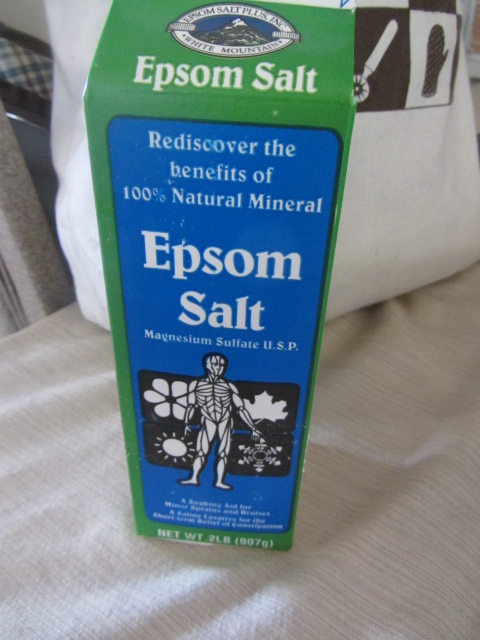 EPSOM SALT PLUS, INC.
WHITE MOUNTAIN
Epsom Salt
Rediscover the
benefits of
100% Natural Mineral
Epsom
Salt
Magnesium Sulfate U.S.P.
A Soaking Aid for
Minor Sprains and Bruises
A Saline Laxative for the
Short-term Relief of Constipation
NET WT. 2LB (907g)